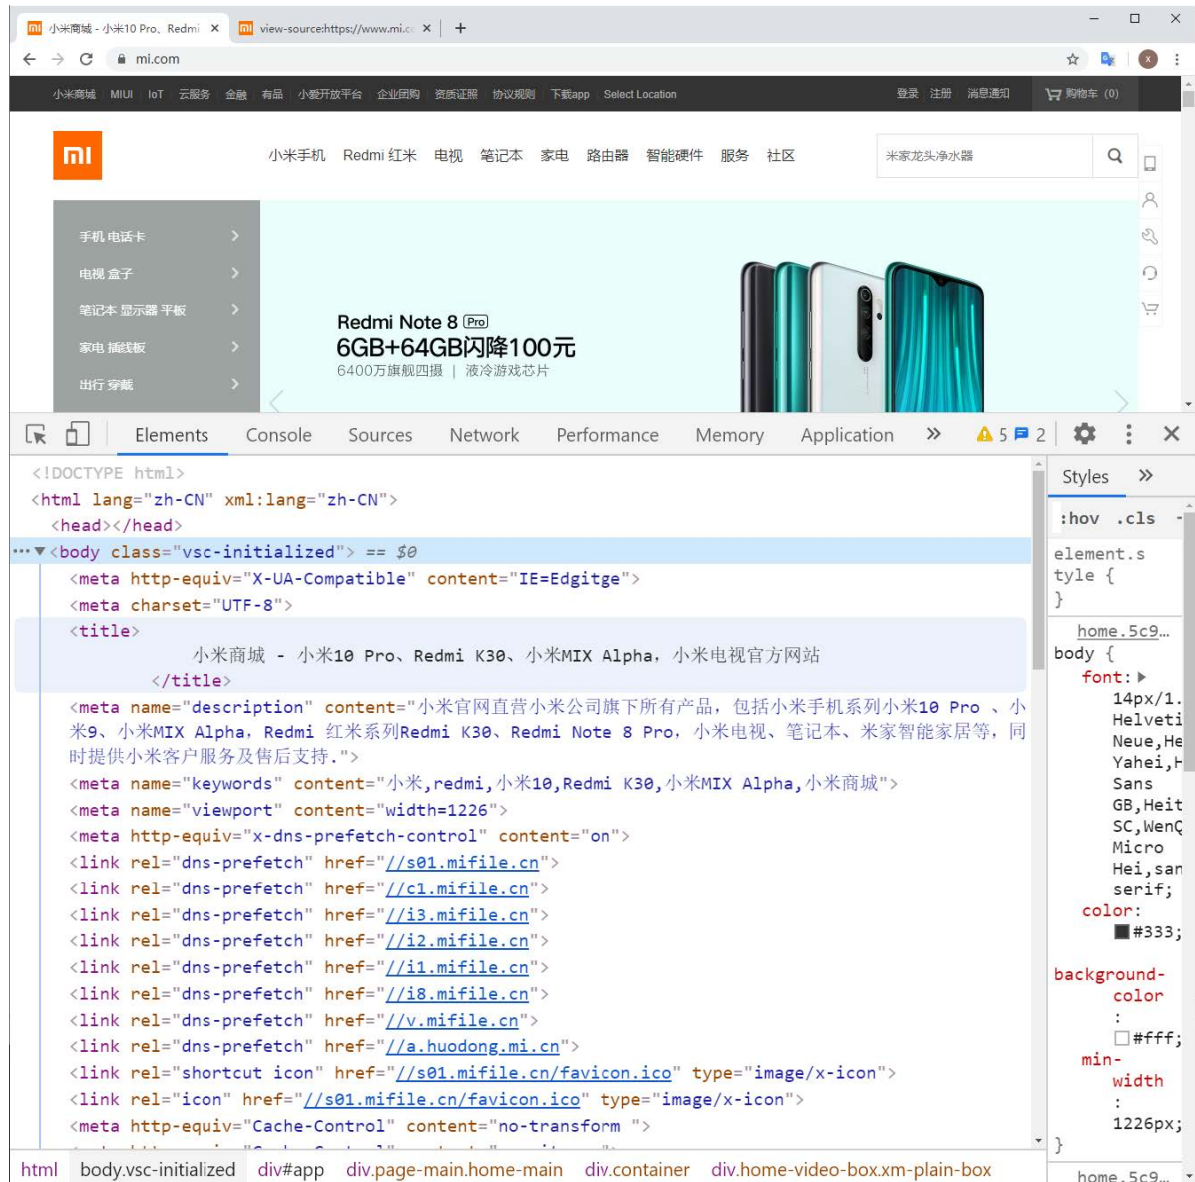 小米商城 - 小米10 Pro、Redmi
view-source:https://www.mi.c
mi.com
小米商城 MIUI IoT 云服务 金融 有品 小爱开放平台 企业团购 资质证照 协议规则 下载app Select Location 登录 注册 消息通知 购物车 (0)
小米手机 Redmi 红米 电视 笔记本 家电 路由器 智能硬件 服务 社区 米家龙头净水器
手机 电话卡
电视 盒子
笔记本 显示器 平板
家电 插线板
出行 穿戴
Redmi Note 8 Pro
6GB+64GB闪降100元
6400万旗舰四摄 | 液冷游戏芯片
Elements Console Sources Network Performance Memory Application » 5 2
<!DOCTYPE html>
<html lang="zh-CN" xml:lang="zh-CN">
<head></head>
<body class="vsc-initialized"> == $0
<meta http-equiv="X-UA-Compatible" content="IE=Edgitge">
<meta charset="UTF-8">
<title>
小米商城 - 小米10 Pro、Redmi K30、小米MIX Alpha，小米电视官方网站
</title>
<meta name="description" content="小米官网直营小米公司旗下所有产品，包括小米手机系列小米10 Pro 、小
米9、小米MIX Alpha，Redmi 红米系列Redmi K30、Redmi Note 8 Pro，小米电视、笔记本、米家智能家居等，同
时提供小米客户服务及售后支持.">
<meta name="keywords" content="小米,redmi,小米10,Redmi K30,小米MIX Alpha,小米商城">
<meta name="viewport" content="width=1226">
<meta http-equiv="x-dns-prefetch-control" content="on">
<link rel="dns-prefetch" href="//s01.mifile.cn">
<link rel="dns-prefetch" href="//c1.mifile.cn">
<link rel="dns-prefetch" href="//i3.mifile.cn">
<link rel="dns-prefetch" href="//i2.mifile.cn">
<link rel="dns-prefetch" href="//i1.mifile.cn">
<link rel="dns-prefetch" href="//i8.mifile.cn">
<link rel="dns-prefetch" href="//v.mifile.cn">
<link rel="dns-prefetch" href="//a.huodong.mi.cn">
<link rel="shortcut icon" href="//s01.mifile.cn/favicon.ico" type="image/x-icon">
<link rel="icon" href="//s01.mifile.cn/favicon.ico" type="image/x-icon">
<meta http-equiv="Cache-Control" content="no-transform ">
html body.vsc-initialized div#app div.page-main.home-main div.container div.home-video-box.xm-plain-box
Styles »
:hov .cls
element.s
tyle {
}
home.5c9…
body {
font:
14px/1.
Helveti
Neue,He
Yahei,H
Sans
GB,Heit
SC,WenQ
Micro
Hei,san
serif;
color:
#333;
background-
color
:
#fff;
min-
width
:
1226px;
}
home.5c9…